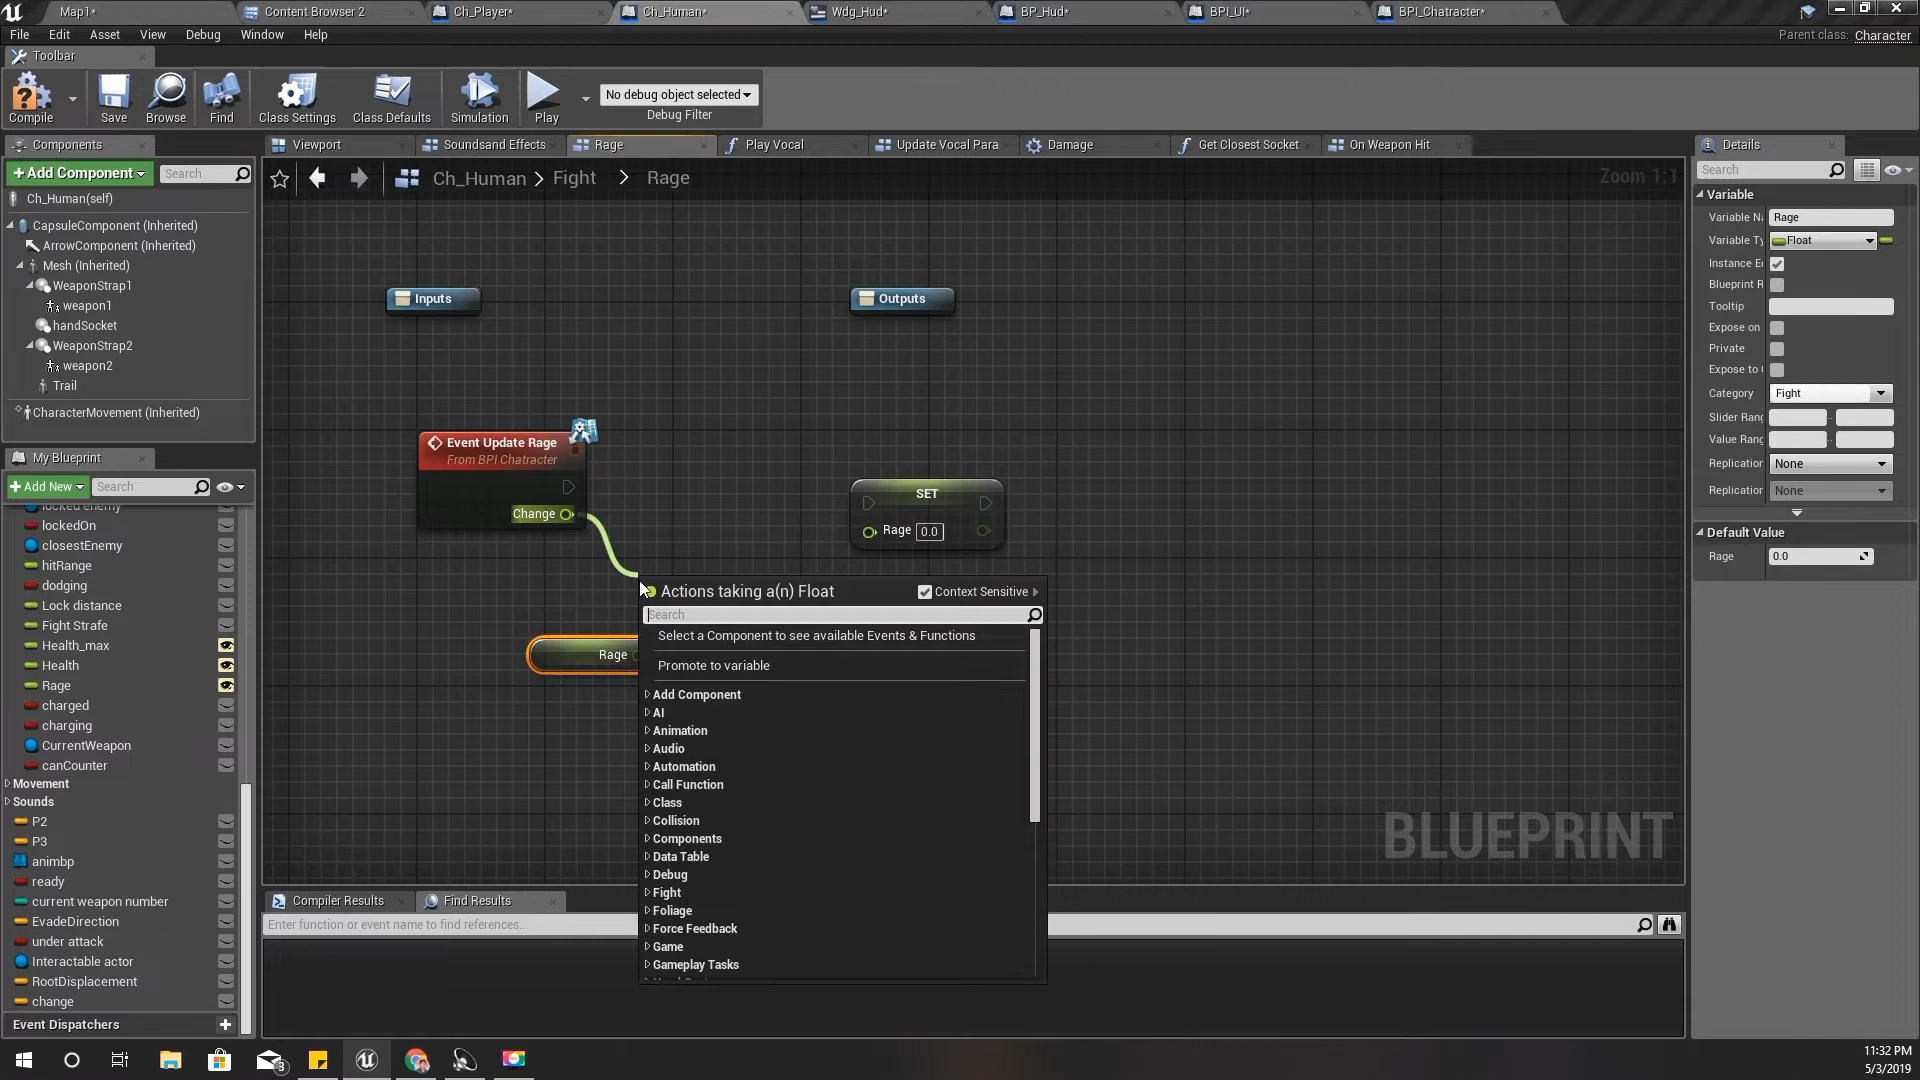 Map1*
Content Browser 2
Ch_Player*
Ch_Human*
Wdg_Hud*
BP_Hud*
BPI_UI*
BPI_Chatracter*
File Edit Asset View Debug Window Help
Parent class: Character
Toolbar
Compile
Save
Browse
Find
Class Settings
Class Defaults
Simulation
Play
No debug object selected
Debug Filter
Components
+Add Component
Search
Ch_Human(self)
CapsuleComponent (Inherited)
ArrowComponent (Inherited)
Mesh (Inherited)
WeaponStrap1
weapon1
handSocket
WeaponStrap2
weapon2
Trail
CharacterMovement (Inherited)
My Blueprint
+Add New
Search
locked enemy
lockedOn
closestEnemy
hitRange
dodging
Lock distance
Fight Strafe
Health_max
Health
Rage
charged
charging
CurrentWeapon
canCounter
Movement
Sounds
P2
P3
animbp
ready
current weapon number
EvadeDirection
under attack
Interactable actor
RootDisplacement
change
Event Dispatchers
Viewport
Soundsand Effects
Rage
Play Vocal
Update Vocal Para
Damage
Get Closest Socket
On Weapon Hit
Ch_Human > Fight > Rage
Zoom 1:1
Inputs
Outputs
Event Update Rage
From BPI Chatracter
Change
SET
Rage 0.0
Rage
Actions taking a(n) Float
Context Sensitive
Search
Select a Component to see available Events & Functions
Promote to variable
Add Component
AI
Animation
Audio
Automation
Call Function
Class
Collision
Components
Data Table
Debug
Fight
Foliage
Force Feedback
Game
Gameplay Tasks
BLUEPRINT
Compiler Results
Find Results
Enter function or event name to find references...
Details
Search
Variable
Variable N Rage
Variable Ty Float
Instance E
Blueprint R
Tooltip
Expose on
Private
Expose to
Category Fight
Slider Rang
Value Rang
Replication None
Replication None
Default Value
Rage 0.0
3
11:32 PM
5/3/2019